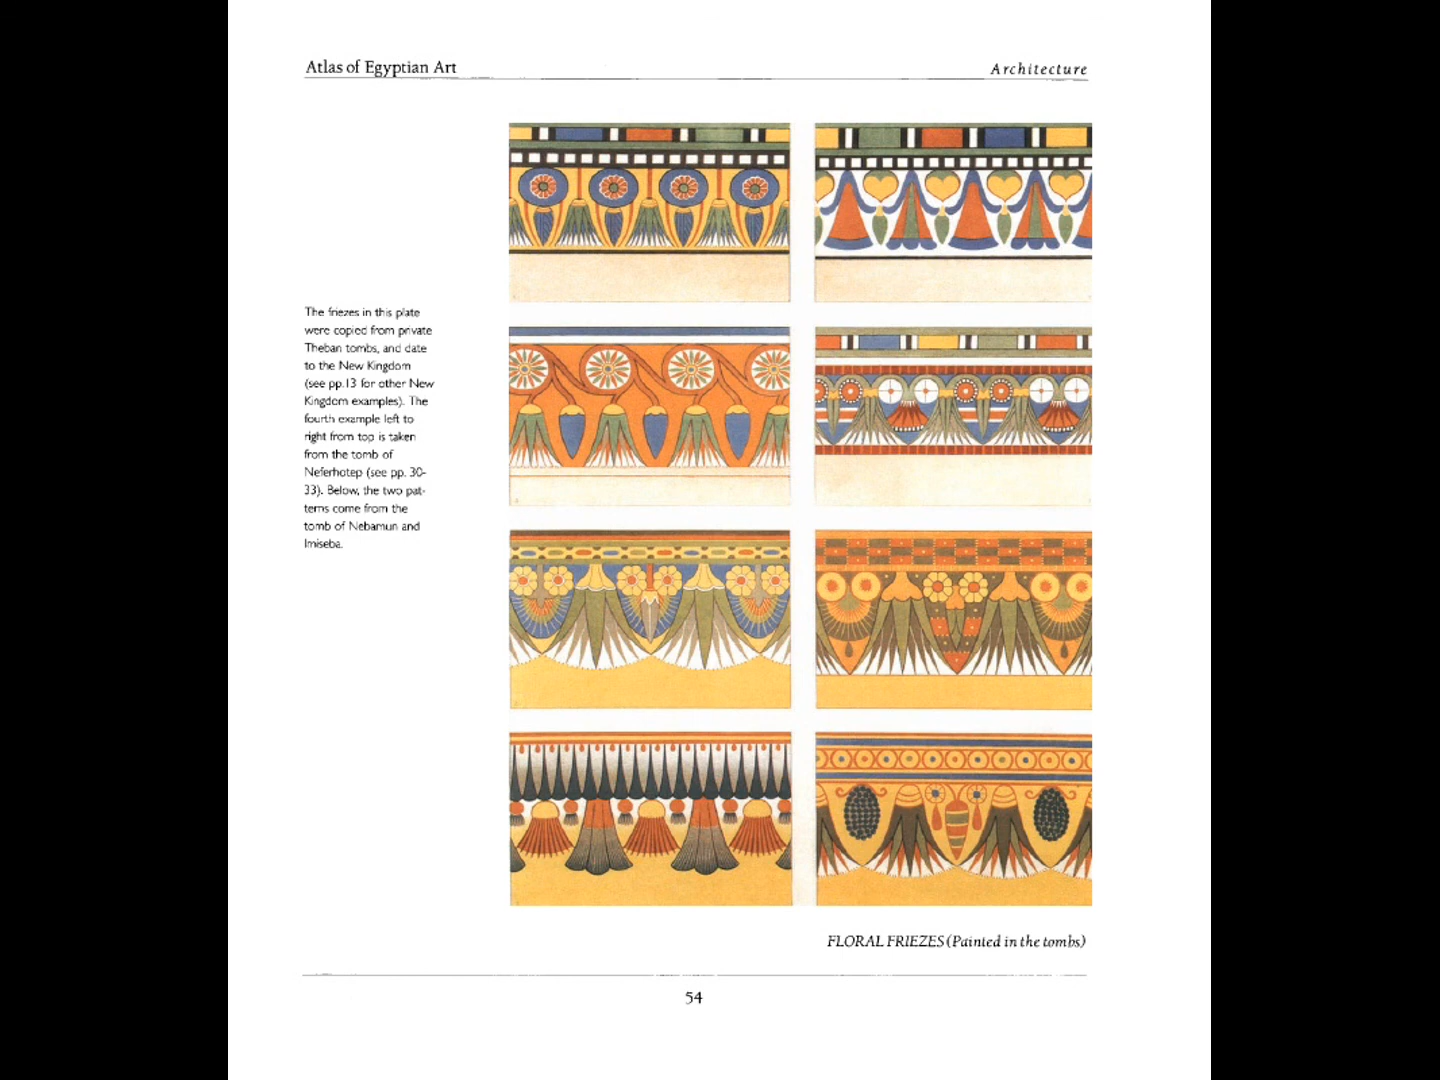 Atlas of Egyptian Art
Architecture
The friezes in this plate
were copied from private
Theban tombs, and date
to the New Kingdom
(see pp.13 for other New
Kingdom examples). The
fourth example left to
right from top is taken
from the tomb of
Neferhotep (see pp. 30-
33). Below, the two pat-
terns come from the
tomb of Nebamun and
Imiseba.
FLORAL FRIEZES (Painted in the tombs)
54